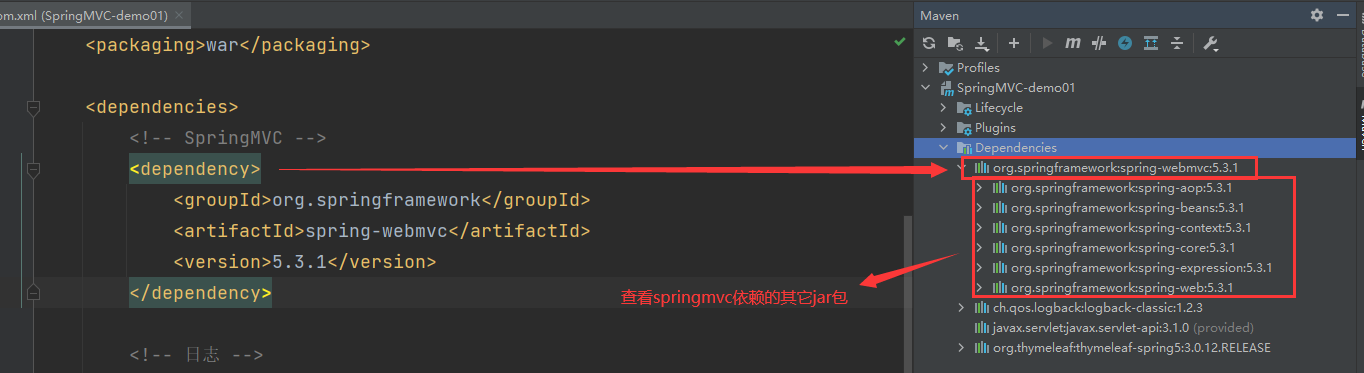 om.xml (SpringMVC-demo01)
<packaging>war</packaging>
<dependencies>
<!-- SpringMVC -->
<dependency>
<groupId>org.springframework</groupId>
<artifactId>spring-webmvc</artifactId>
<version>5.3.1</version>
</dependency>
<!-- 日志 -->
查看springmvc依赖的其它jar包
Maven
Profiles
SpringMVC-demo01
Lifecycle
Plugins
Dependencies
org.springframework:spring-webmvc:5.3.1
org.springframework:spring-aop:5.3.1
org.springframework:spring-beans:5.3.1
org.springframework:spring-context:5.3.1
org.springframework:spring-core:5.3.1
org.springframework:spring-expression:5.3.1
org.springframework:spring-web:5.3.1
ch.qos.logback:logback-classic:1.2.3
javax.servlet:javax.servlet-api:3.1.0 (provided)
org.thymeleaf:thymeleaf-spring5:3.0.12.RELEASE